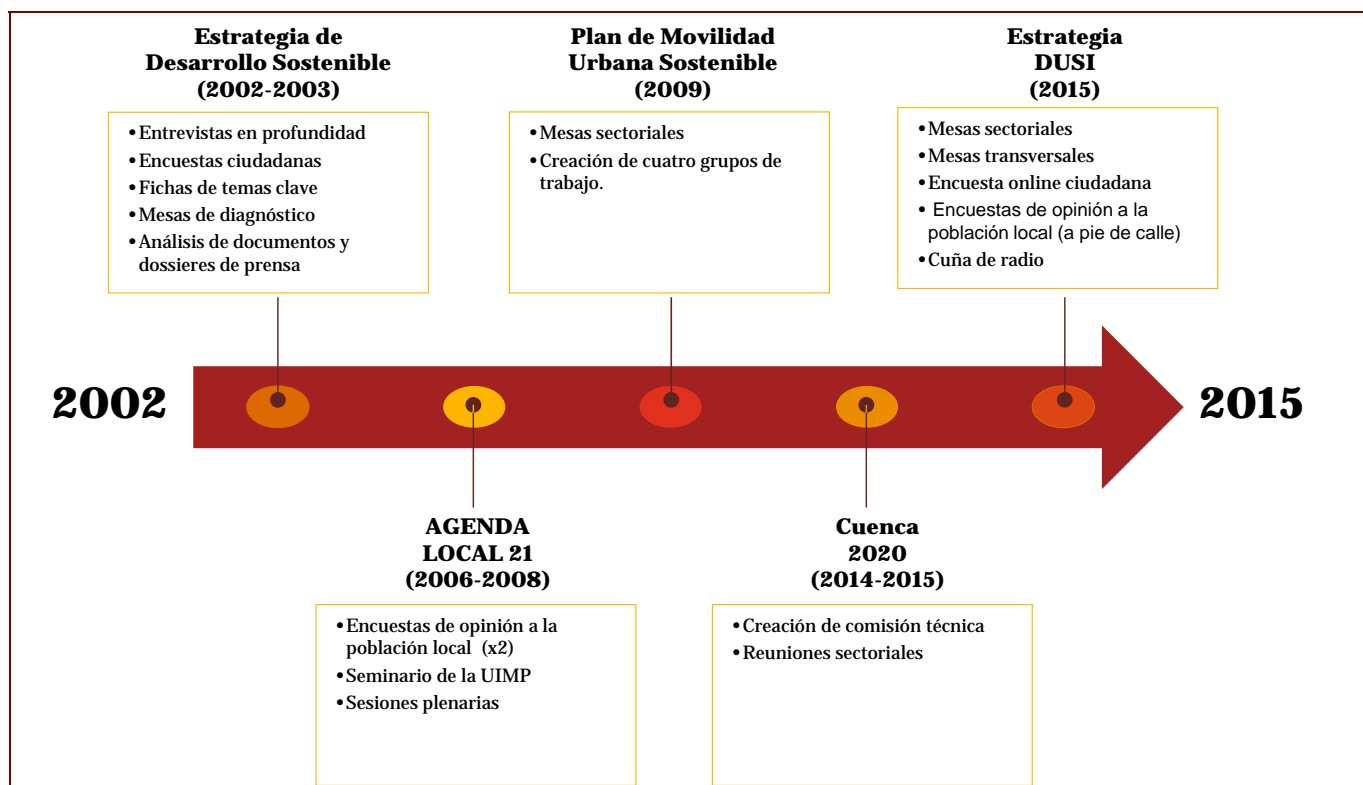 Estrategia de
Desarrollo Sostenible
(2002-2003)
•Entrevistas en profundidad
•Encuestas ciudadanas
•Fichas de temas clave
•Mesas de diagnóstico
•Análisis de documentos y
dossieres de prensa
Plan de Movilidad
Urbana Sostenible
(2009)
•Mesas sectoriales
•Creación de cuatro grupos de
trabajo.
Estrategia
DUSI
(2015)
•Mesas sectoriales
•Mesas transversales
•Encuesta online ciudadana
• Encuestas de opinión a la
población local (a pie de calle)
•Cuña de radio
2002
2015
AGENDA
LOCAL 21
(2006-2008)
•Encuestas de opinión a la
población local (x2)
•Seminario de la UIMP
•Sesiones plenarias
Cuenca
2020
(2014-2015)
•Creación de comisión técnica
•Reuniones sectoriales